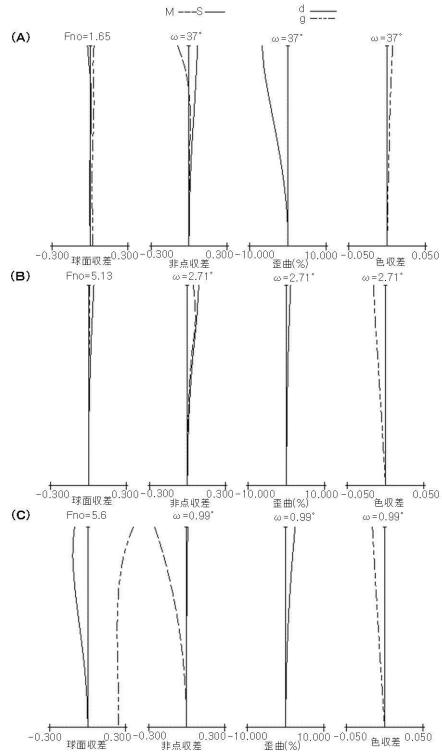 M S d
g
(A) Fno=1.65 ω=37° ω=37° ω=37°
-0.300 0.300 -0.300 0.300 -10.000 10.000 -0.050 0.050
球面収差 非点収差 歪曲(%) 色収差
(B) Fno=5.13 ω=2.71° ω=2.71° ω=2.71°
-0.300 0.300 -0.300 0.300 -10.000 10.000 -0.050 0.050
球面収差 非点収差 歪曲(%) 色収差
(C) Fno=5.6 ω=0.99° ω=0.99° ω=0.99°
-0.300 0.300 -0.300 0.300 -10.000 10.000 -0.050 0.050
球面収差 非点収差 歪曲(%) 色収差